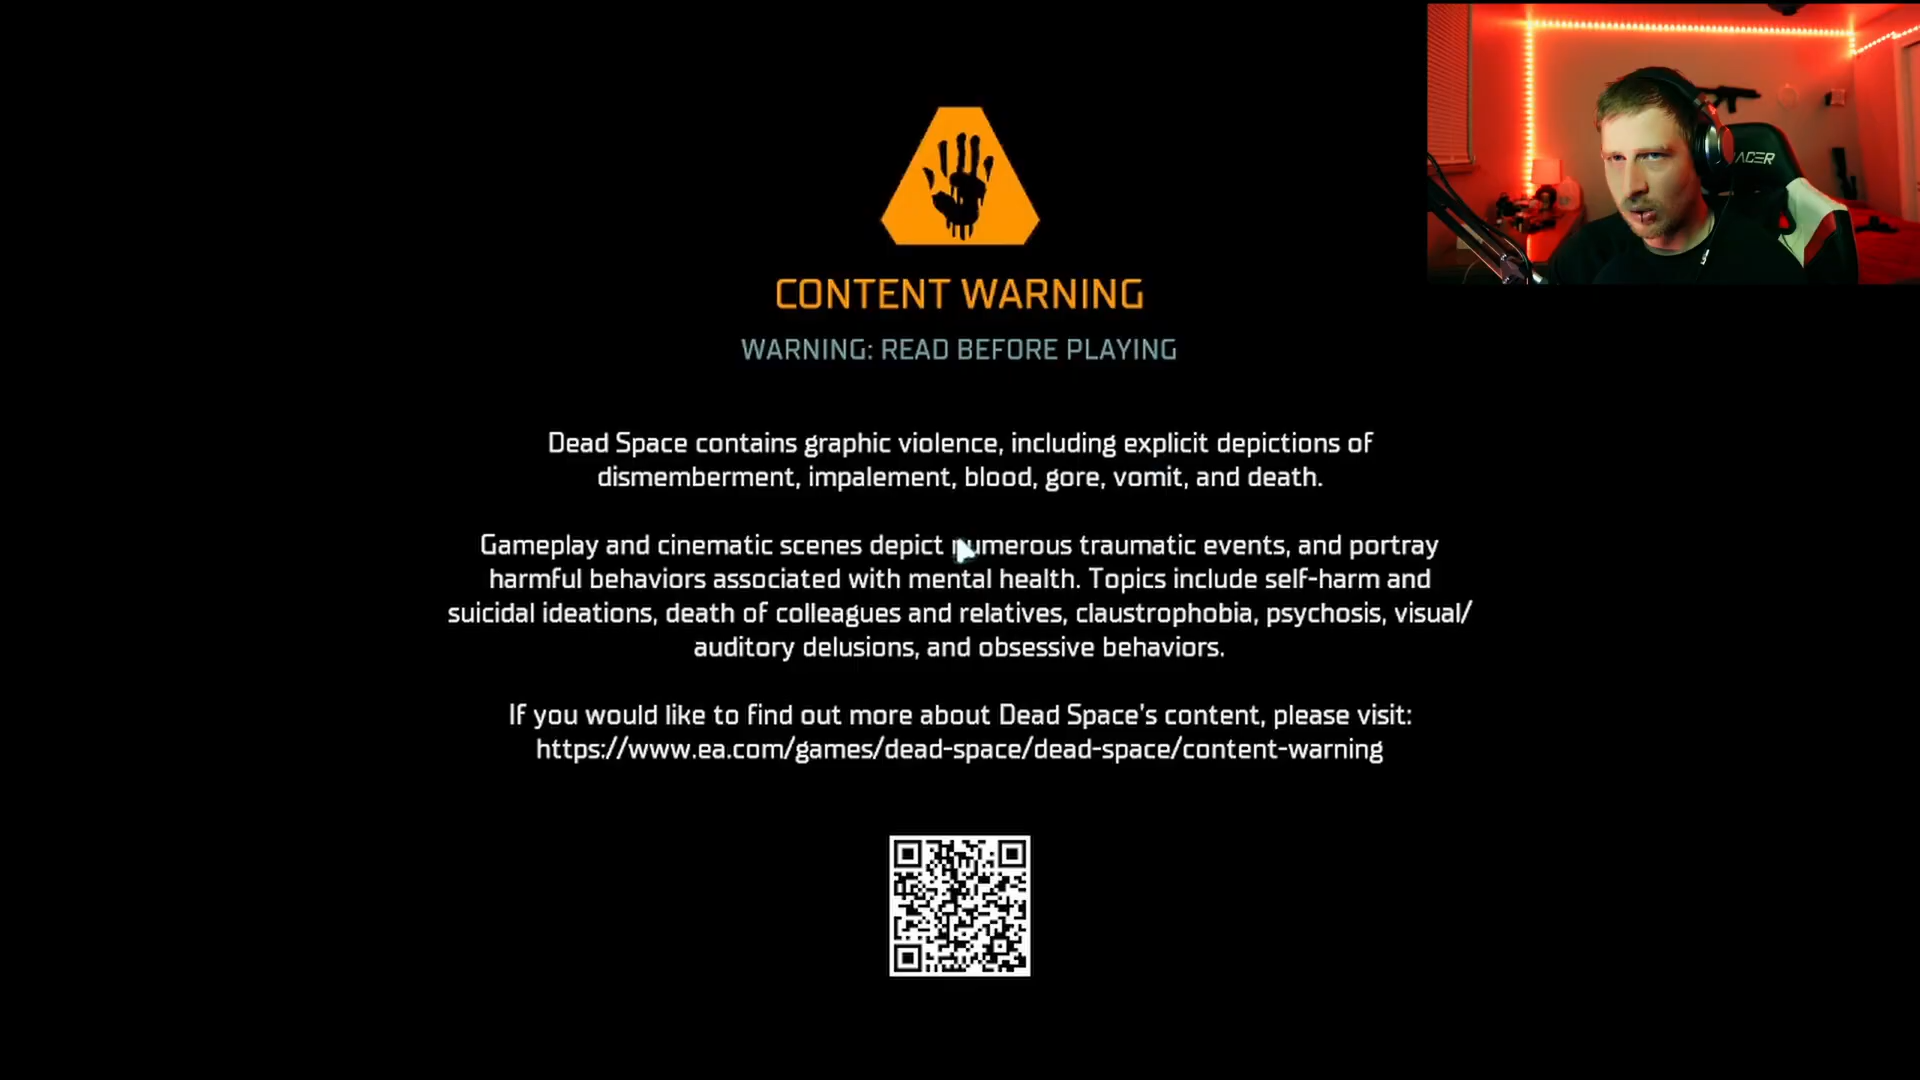 ACER
CONTENT WARNING
WARNING: READ BEFORE PLAYING
Dead Space contains graphic violence, including explicit depictions of
dismemberment, impalement, blood, gore, vomit, and death.
Gameplay and cinematic scenes depict numerous traumatic events, and portray
harmful behaviors associated with mental health. Topics include self-harm and
suicidal ideations, death of colleagues and relatives, claustrophobia, psychosis, visual/
auditory delusions, and obsessive behaviors.
If you would like to find out more about Dead Space's content, please visit:
https://www.ea.com/games/dead-space/dead-space/content-warning